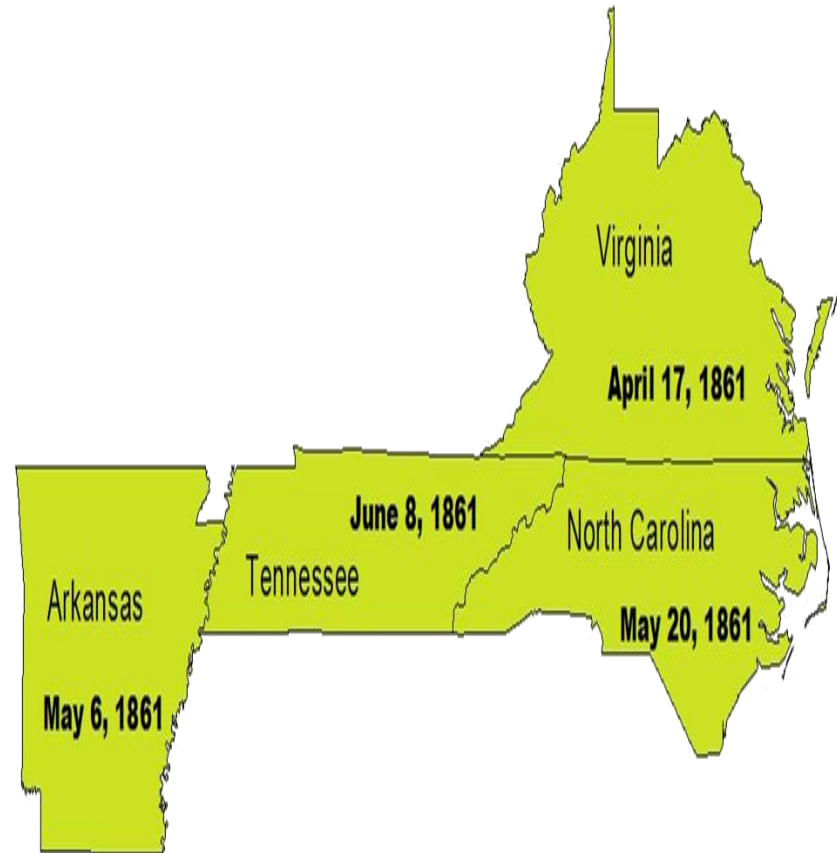 Virginia
April 17, 1861
June 8, 1861
Tennessee
North Carolina
May 20, 1861
Arkansas
May 6, 1861